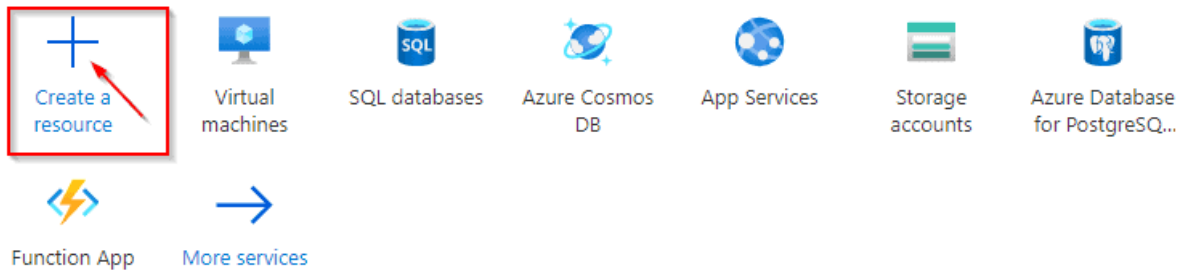 SQL
Create a
resource
Virtual
machines
SQL databases
Azure Cosmos
DB
App Services
Storage
accounts
Azure Database
for PostgreSQ...
Function App
More services